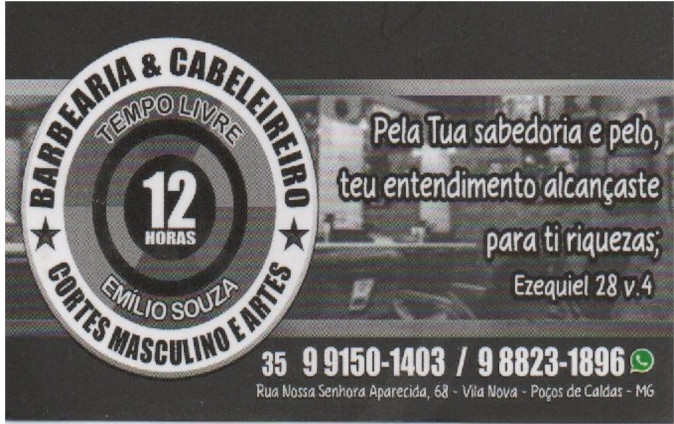 BARBEARIA & CABELEIREIRO
TEMPO LIVRE
12
HORAS
EMÍLIO SOUZA
CORTES MASCULINO E ARTES
Pela Tua sabedoria e pelo,
teu entendimento alcançaste
para ti riquezas;
Ezequiel 28 v.4
35 9 9150-1403 / 9 8823-1896
Rua Nossa Senhora Aparecida, 68 - Vila Nova - Poços de Caldas - MG